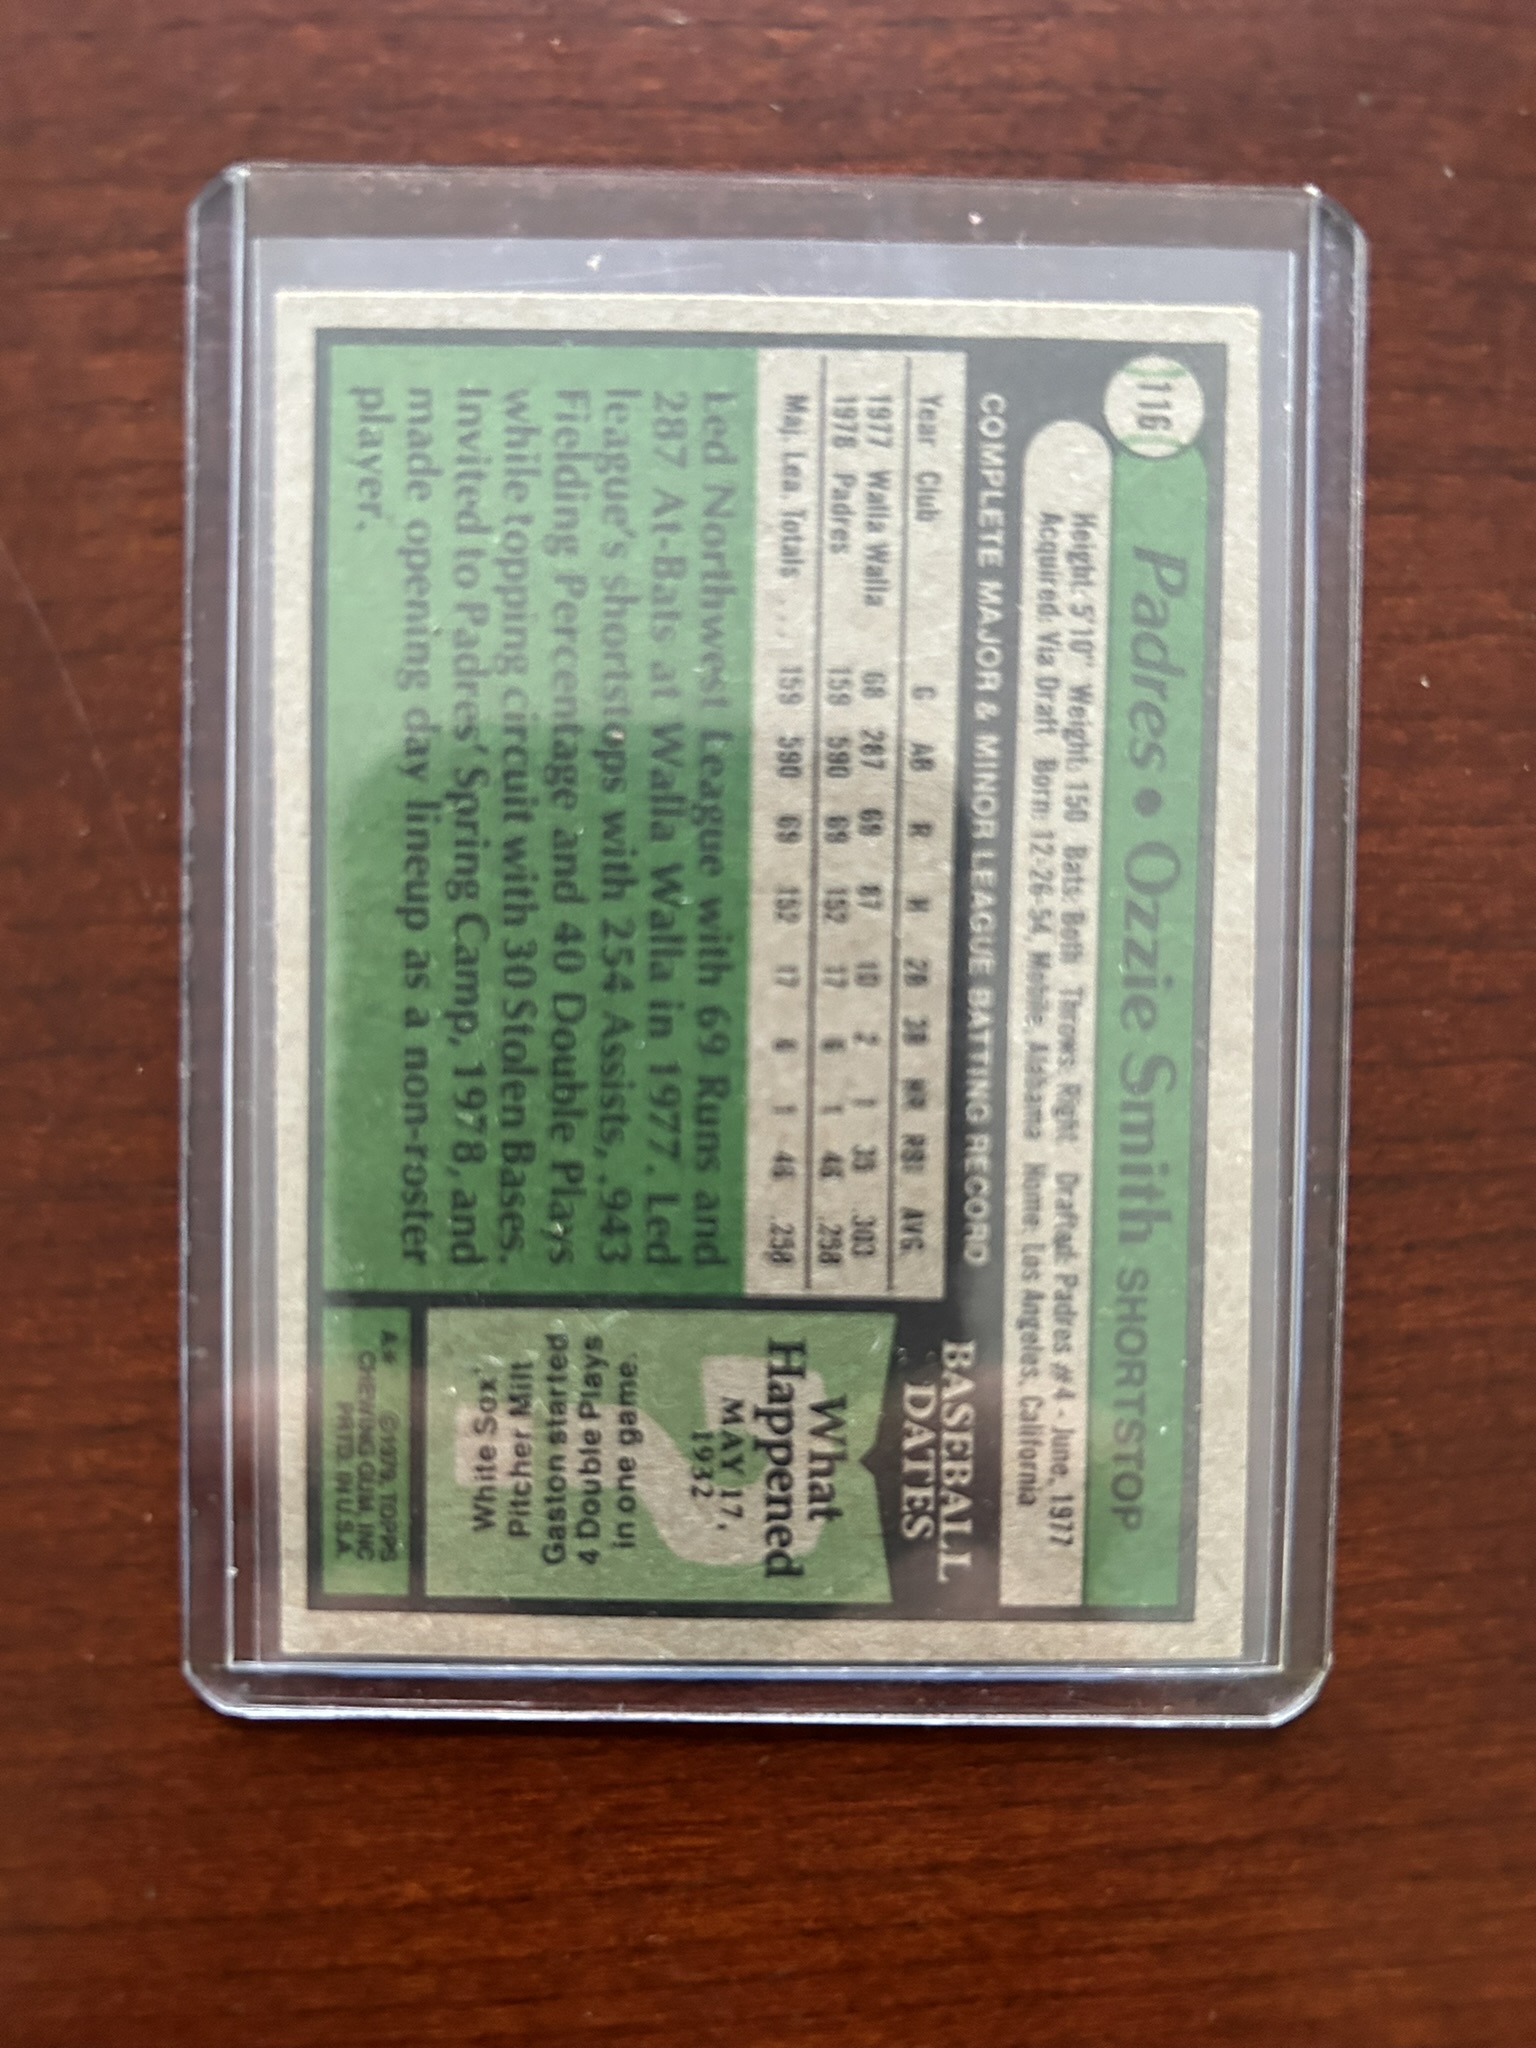 116
Padres • Ozzie Smith SHORTSTOP
Height: 5'10" Weight: 150 Bats: Both Throws: Right Drafted: Padres #4 - June, 1977
Acquired: Via Draft Born: 12-26-54, Mobile, Alabama Home: Los Angeles, California
COMPLETE MAJOR & MINOR LEAGUE BATTING RECORD
Year Club G AB R H 2B 3B HR RBI AVG.
1977 Walla Walla 68 287 69 87 10 2 1 35 .303
1978 Padres 159 590 69 152 17 6 1 46 .258
Maj. Lea. Totals . . . 159 590 69 152 17 6 1 46 .258
Led Northwest League with 69 Runs and
287 At-Bats at Walla Walla in 1977. Led
league's shortstops with 254 Assists, .943
Fielding Percentage and 40 Double Plays
while topping circuit with 30 Stolen Bases.
Invited to Padres' Spring Camp, 1978, and
made opening day lineup as a non-roster
player.
BASEBALL
DATES
What
Happened
MAY 17,
1932
White Sox'
Pitcher Milt
Gaston started
4 Double Plays
in one game.
A* ©1979, TOPPS
CHEWING GUM, INC
PRTD. IN U.S.A.